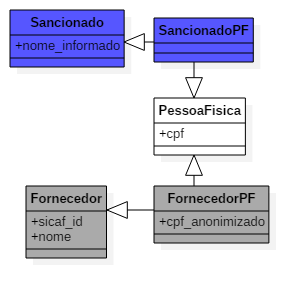 Sancionado
+nome_informado
SancionadoPF
PessoaFisica
+cpf
Fornecedor
+sicaf_id
+nome
FornecedorPF
+cpf_anonimizado